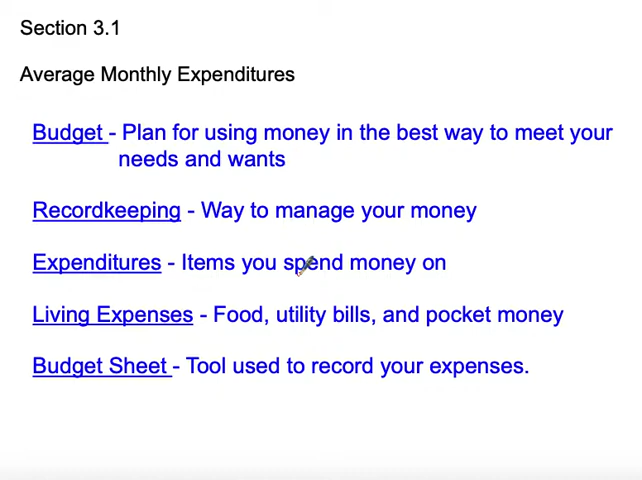 Section 3.1
Average Monthly Expenditures
Budget - Plan for using money in the best way to meet your
needs and wants
Recordkeeping - Way to manage your money
Expenditures - Items you spend money on
Living Expenses - Food, utility bills, and pocket money
Budget Sheet - Tool used to record your expenses.